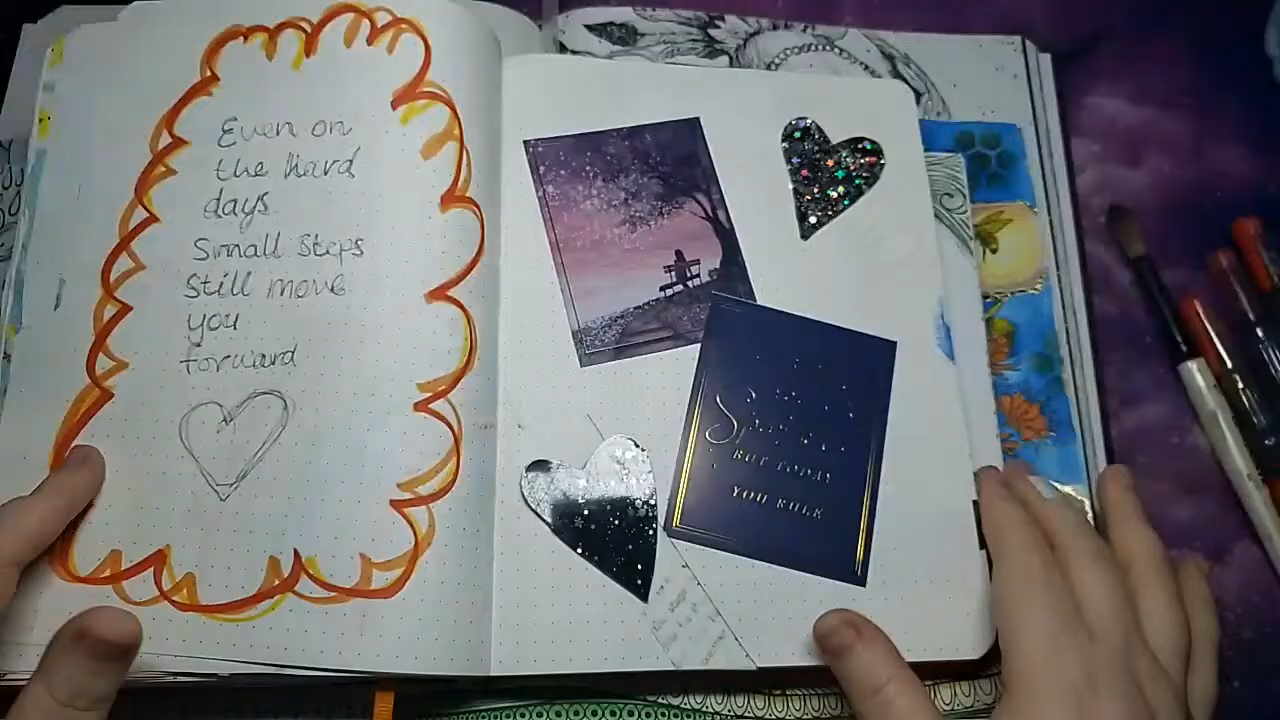 Even on
the hard
days
Small Steps
Still move
you
forward
BUT TODAY
YOU RULE